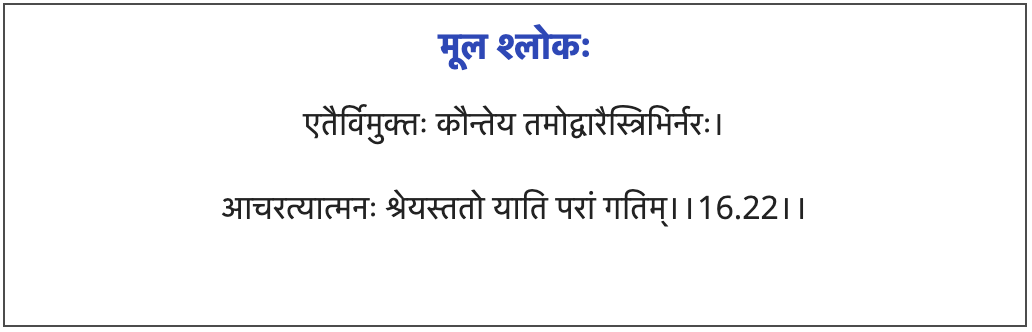 मूल श्लोकः
एतैर्विमुक्तः कौन्तेय तमोद्वारैस्त्रिभिर्नरः।
आचरत्यात्मनः श्रेयस्ततो याति परां गतिम्।।16.22।।